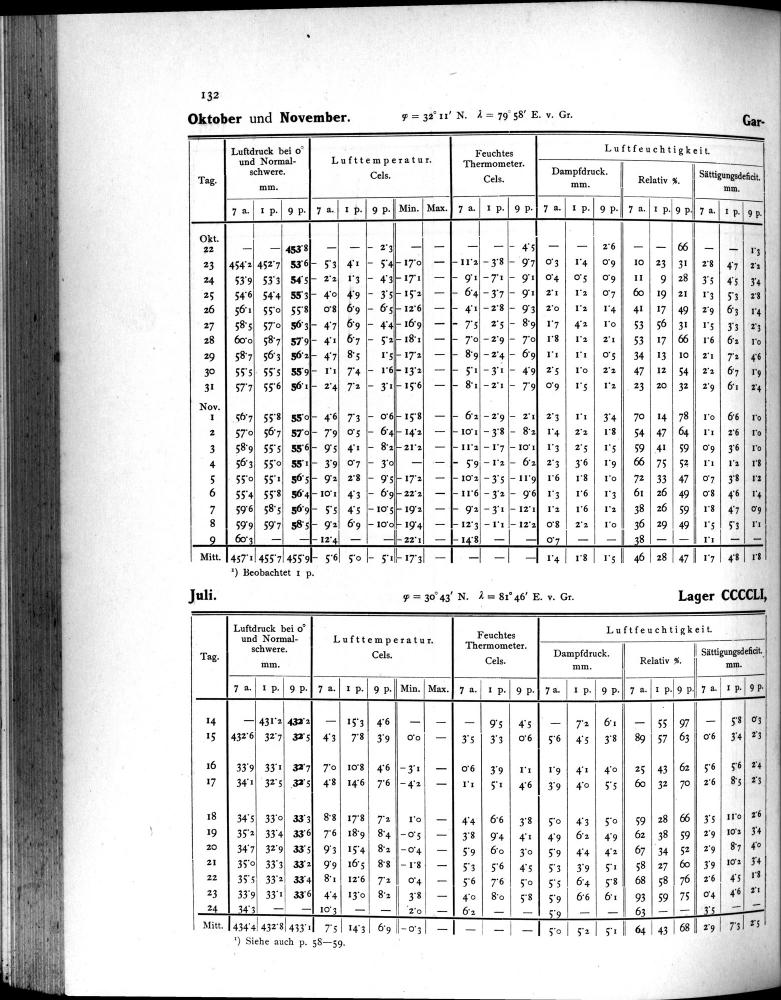 132
Oktober und November. φ = 32° 11′ N. λ = 79° 58′ E. v. Gr. Gar-
Tag. Luftdruck bei 0° und Normalschwere. mm. Lufttemperatur. Cels. Feuchtes Thermometer. Cels. Luftfeuchtigkeit.
Dampfdruck. mm. Relativ %. Sättigungsdeficit. mm.
7 a. 1 p. 9 p. 7 a. 1 p. 9 p. Min. Max. 7 a. 1 p. 9 p. 7 a. 1 p. 9 p. 7 a. 1 p. 9 p. 7 a. 1 p. 9 p.
Okt.
22 — — 453·8 — — – 2·3 — — — — – 4·5 — — 2·6 — — 66 — — 1·3
23 454·2 452·7 53·6 – 5·3 4·1 – 5·4 –17·0 — –11·2 – 3·8 – 9·7 0·3 1·4 0·9 10 23 31 2·8 4·7 2·2
24 53·9 53·3 54·5 – 2·2 1·3 – 4·3 –17·1 — – 9·1 –7·1 – 9·1 0·4 0·5 0·9 11 9 28 3·5 4·5 3·4
25 54·6 54·4 55·3 – 4·0 4·9 – 3·5 –15·2 — – 6·4 –3·7 – 9·1 2·1 1·2 0·7 60 19 21 1·3 5·3 2·8
26 56·1 55·0 55·8 0·8 6·9 – 6·5 –12·6 — – 4·1 –2·8 – 9·3 2·0 1·2 1·4 41 17 49 2·9 6·3 1·4
27 58·5 57·0 56·3 – 4·7 6·9 – 4·4 –16·9 — – 7·5 2·5 – 8·9 1·7 4·2 1·0 53 56 31 1·5 3·3 2·3
28 60·0 58·7 57·9 – 4·1 6·7 – 5·2 –18·1 — – 7·0 –2·9 – 7·0 1·8 1·2 2·1 53 17 66 1·6 6·2 1·0
29 58·7 56·3 56·2 – 4·7 8·5 1·5 –17·2 — – 8·9 –2·4 – 6·9 1·1 1·1 0·5 34 13 10 2·1 7·2 4·6
30 55·5 55·5 55·9 – 1·1 7·4 – 1·6 –13·2 — – 5·1 –3·1 – 4·9 2·5 1·0 2·2 47 12 54 2·2 6·7 1·9
31 57·7 55·6 56·1 – 2·4 7·2 – 3·1 –15·6 — – 8·1 –2·1 – 7·9 0·9 1·5 1·2 23 20 32 2·9 6·1 2·4
Nov.
1 56·7 55·8 55·0 – 4·6 7·3 – 0·6 –15·8 — – 6·2 –2·9 – 2·1 2·3 1·1 3·4 70 14 78 1·0 6·6 1·0
2 57·0 56·7 57·0 – 7·9 0·5 – 6·4 –14·2 — –10·1 –3·8 – 8·2 1·4 2·2 1·8 54 47 64 1·1 2·6 1·0
3 58·9 55·5 55·6 – 9·5 4·1 – 8·2 –21·2 — –11·2 –1·7 –10·1 1·3 2·5 1·5 59 41 59 0·9 3·6 1·0
4 56·3 55·0 55·1 – 3·9 0·7 – 3·0 — — – 5·9 –1·2 – 6·2 2·3 3·6 1·9 66 75 52 1·1 1·2 1·8
5 55·0 55·1 56·5 – 9·2 2·8 – 9·5 –17·2 — –10·2 –3·5 –11·9 1·6 1·8 1·0 72 33 47 0·7 3·8 1·2
6 55·4 55·8 56·4 –10·1 4·3 – 6·9 –22·2 — –11·6 –3·2 – 9·6 1·3 1·6 1·3 61 26 49 0·8 4·6 1·4
7 59·6 58·5 56·9 – 5·5 4·5 –10·5 –19·2 — – 9·2 –3·1 –12·1 1·2 1·6 1·2 38 26 59 1·8 4·7 0·9
8 59·9 59·7 58·5 – 9·2 6·9 –10·0 –19·4 — –12·3 –1·1 –12·2 0·8 2·2 1·0 36 29 49 1·5 5·3 1·1
9 60·3 — — –12·4 — — –22·1 — –14·8 — — 0·7 38 — — 1·1 — —
Mitt. 457·1 455·7 455·9 – 5·6 5·0 – 5·1 –17·3 — — — — 1·4 1·8 1·5 46 28 47 1·7 4·8 1·8
¹) Beobachtet 1 p.
Juli. φ = 30° 43′ N. λ = 81° 46′ E. v. Gr. Lager CCCCLI,
Tag. Luftdruck bei 0° und Normalschwere. mm. Lufttemperatur. Cels. Feuchtes Thermometer. Cels. Luftfeuchtigkeit.
Dampfdruck. mm. Relativ %. Sättigungsdeficit. mm.
7 a. 1 p. 9 p. 7 a. 1 p. 9 p. Min. Max. 7 a. 1 p. 9 p. 7 a. 1 p. 9 p. 7 a. 1 p. 9 p. 7 a. 1 p. 9 p.
14 — 431·2 432·2 — 15·3 4·6 — — — 9·5 4·5 — 7·2 6·1 — 55 97 — 5·8 0·3
15 432·6 32·7 32·5 4·3 7·8 3·9 0·0 — 3·5 3·3 0·6 5·6 4·5 3·8 89 57 63 0·6 3·4 2·3
16 33·9 33·1 32·7 7·0 10·8 4·6 –3·1 — 0·6 3·9 1·1 1·9 4·1 4·0 25 43 62 5·6 5·6 2·4
17 34·1 32·5 32·5 4·8 14·6 7·6 –4·2 — 1·1 5·1 4·6 3·9 4·0 5·5 60 32 70 2·6 8·5 2·3
18 34·5 33·0 33·3 8·8 17·8 7·2 1·0 — 4·4 6·6 3·8 5·0 4·3 5·0 59 28 66 3·5 11·0 2·6
19 35·2 33·4 33·6 7·6 18·9 8·4 –0·5 — 3·8 9·4 4·1 4·9 6·2 4·9 62 38 59 2·9 10·2 3·4
20 34·7 32·9 33·5 9·3 15·4 8·2 –0·4 — 5·9 6·0 3·0 5·9 4·4 4·2 67 34 52 2·9 8·7 4·0
21 35·0 33·3 33·2 9·9 16·5 8·8 –1·8 — 5·3 5·6 4·5 5·3 3·9 5·1 58 27 60 3·9 10·2 3·4
22 35·5 33·2 33·4 8·1 12·6 7·2 0·4 — 5·6 7·6 5·0 5·5 6·4 5·8 68 58 76 2·6 4·5 1·8
23 33·9 33·1 33·6 4·4 13·0 8·2 3·8 — 4·0 8·0 5·8 5·9 6·6 6·1 93 59 75 0·4 4·6 2·1
24 34·3 — — 10·3 — — 2·0 — 6·2 — — 5·9 — — 63 — — 3·5 — —
Mitt. 434·4 432·8 433·1 7·5 14·3 6·9 –0·3 — — — — 5·0 5·2 5·1 64 43 68 2·9 7·3 2·5
¹) Siehe auch p. 58—59.